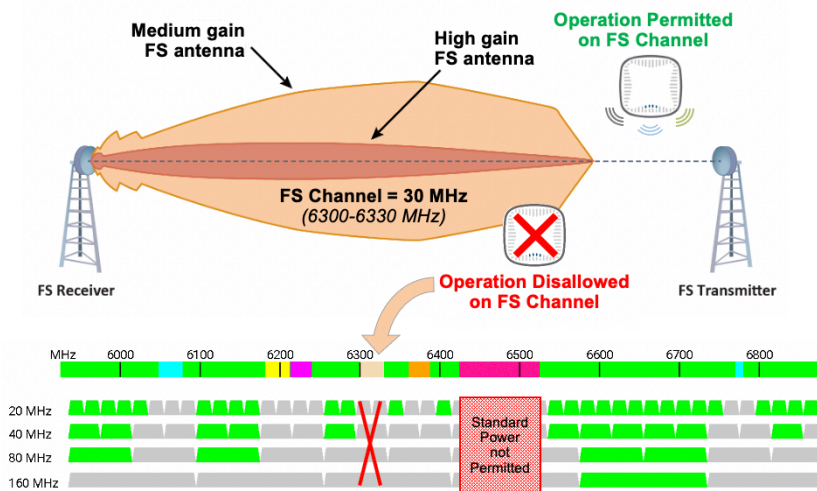 Medium gain
FS antenna
High gain
FS antenna
Operation Permitted
on FS Channel
FS Channel = 30 MHz
(6300-6330 MHz)
FS Receiver
Operation Disallowed
on FS Channel
FS Transmitter
MHz 6000 6100 6200 6300 6400 6500 6600 6700 6800
20 MHz
40 MHz
80 MHz
160 MHz
Standard
Power
not
Permitted